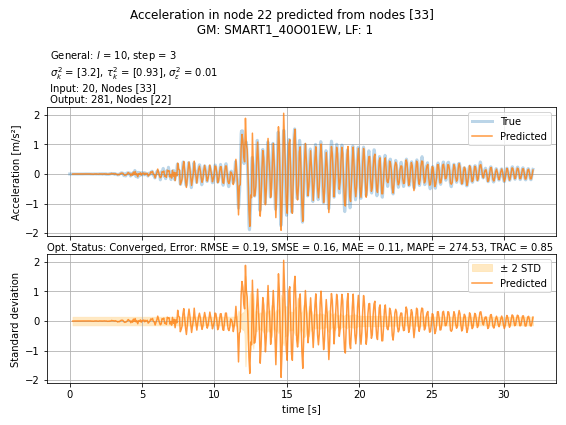 Acceleration in node 22 predicted from nodes [33]
GM: SMART1_40O01EW, LF: 1
General: l = 10, step = 3
σ_k^2 = [3.2], τ_k^2 = [0.93], σ_ε^2 = 0.01
Input: 20, Nodes [33]
Output: 281, Nodes [22]
2
1
0
−1
−2
Acceleration [m/s²]
True
Predicted
Opt. Status: Converged, Error: RMSE = 0.19, SMSE = 0.16, MAE = 0.11, MAPE = 274.53, TRAC = 0.85
2
1
0
−1
−2
Standard deviation
± 2 STD
Predicted
0 5 10 15 20 25 30
time [s]